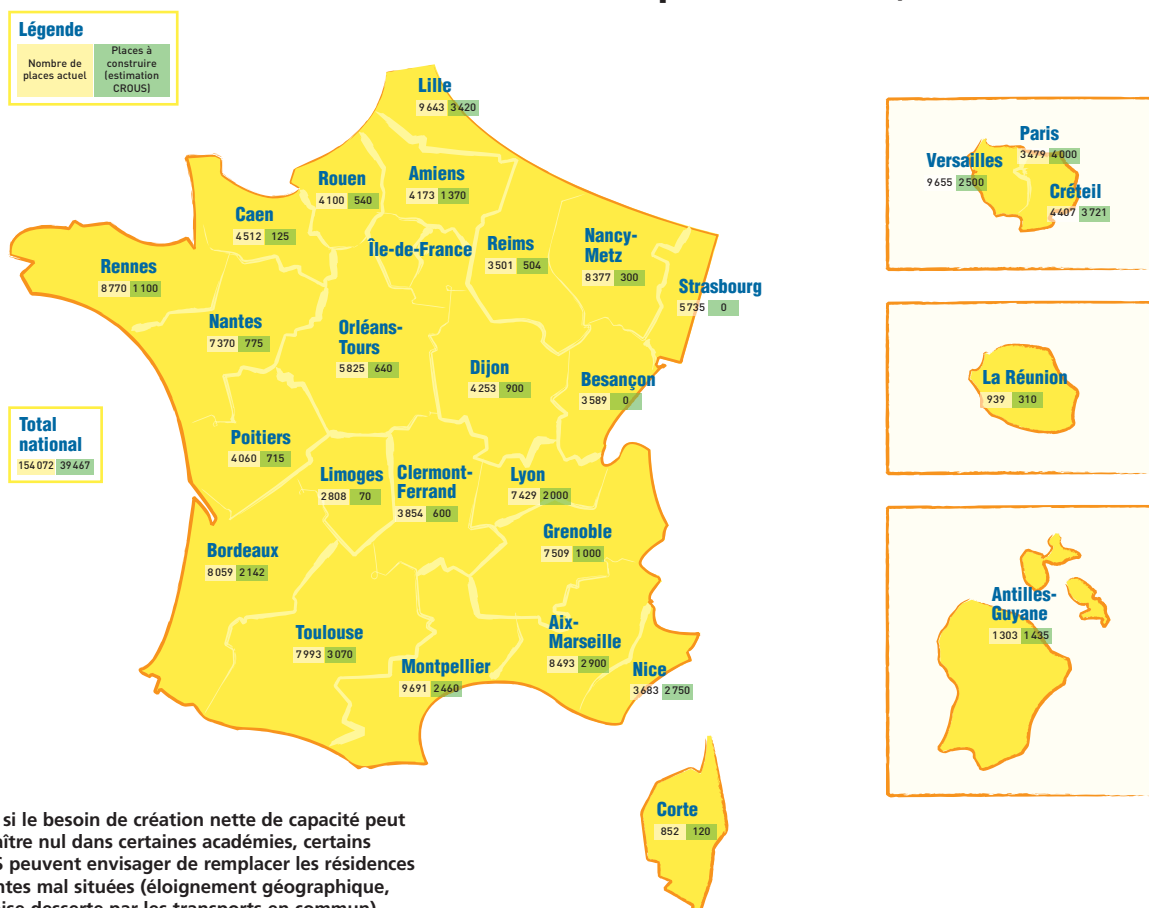 Légende
Nombre de
places actuel
Places à
construire
(estimation
CROUS)
Lille
9 643 3 420
Rouen
4 100 540
Amiens
4 173 1 370
Caen
4 512 125
Île-de-France
Reims
3 501 504
Nancy-
Metz
8 377 300
Strasbourg
5 735 0
Rennes
8 770 1 100
Nantes
7 370 775
Orléans-
Tours
5 825 640
Dijon
4 253 900
Besançon
3 589 0
Total
national
154 072 39 467
Poitiers
4 060 715
Limoges
2 808 70
Clermont-
Ferrand
3 854 600
Lyon
7 429 2 000
Grenoble
7 509 1 000
Bordeaux
8 059 2 142
Toulouse
7 993 3 070
Montpellier
9 691 2 460
Aix-
Marseille
8 493 2 900
Nice
3 683 2 750
Corte
852 120
Paris
3 479 4 000
Versailles
9 655 2 500
Créteil
4 407 3 721
La Réunion
939 310
Antilles-
Guyane
1 303 1 435
si le besoin de création nette de capacité peut
aître nul dans certaines académies, certains
S peuvent envisager de remplacer les résidences
ntes mal situées (éloignement géographique,
ise desserte par les transports en commun)